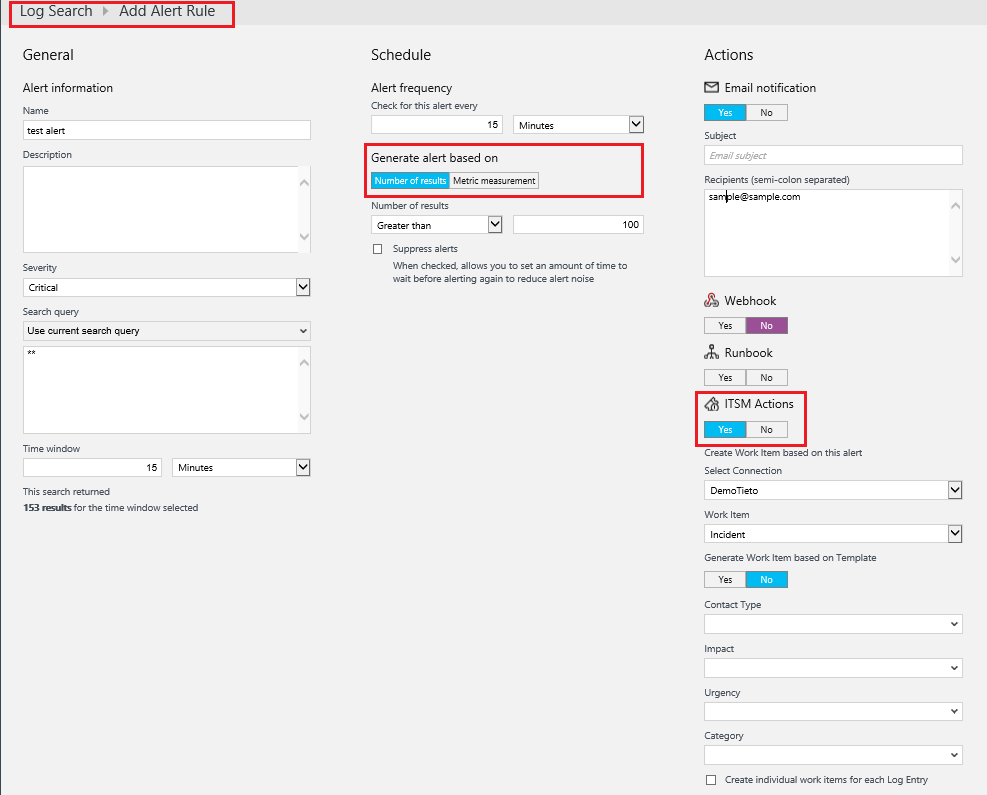 Log Search Add Alert Rule
General
Alert information
Name
test alert
Description
Severity
Critical
Search query
Use current search query
**
Time window
15 Minutes
This search returned
153 results for the time window selected
Schedule
Alert frequency
Check for this alert every
15 Minutes
Generate alert based on
Number of results Metric measurement
Number of results
Greater than 100
Suppress alerts
When checked, allows you to set an amount of time to
wait before alerting again to reduce alert noise
Actions
Email notification
Yes No
Subject
Email subject
Recipients (semi-colon separated)
sample@sample.com
Webhook
Yes No
Runbook
Yes No
ITSM Actions
Yes No
Create Work Item based on this alert
Select Connection
DemoTieto
Work Item
Incident
Generate Work Item based on Template
Yes No
Contact Type
Impact
Urgency
Category
Create individual work items for each Log Entry